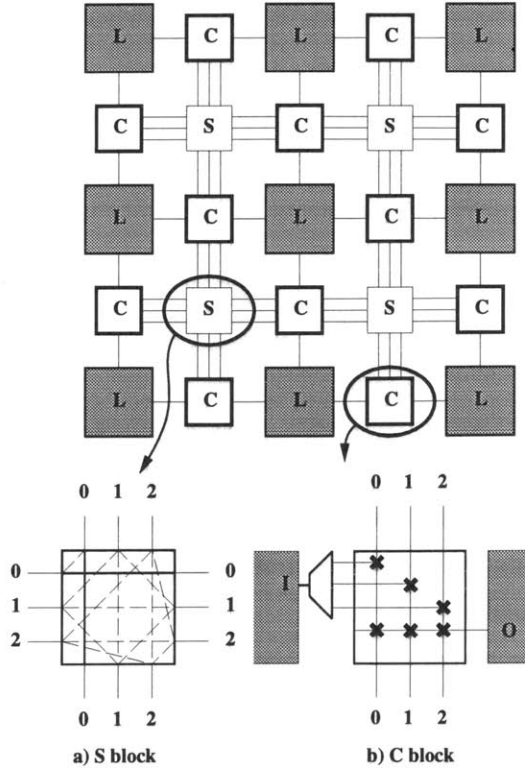 L C L C L
C S C S C
L C L C L
C S C S C
L C L C L
0 1 2
0 1 2
0 0
1 1
2 2
I
O
0 1 2
0 1 2
a) S block
b) C block